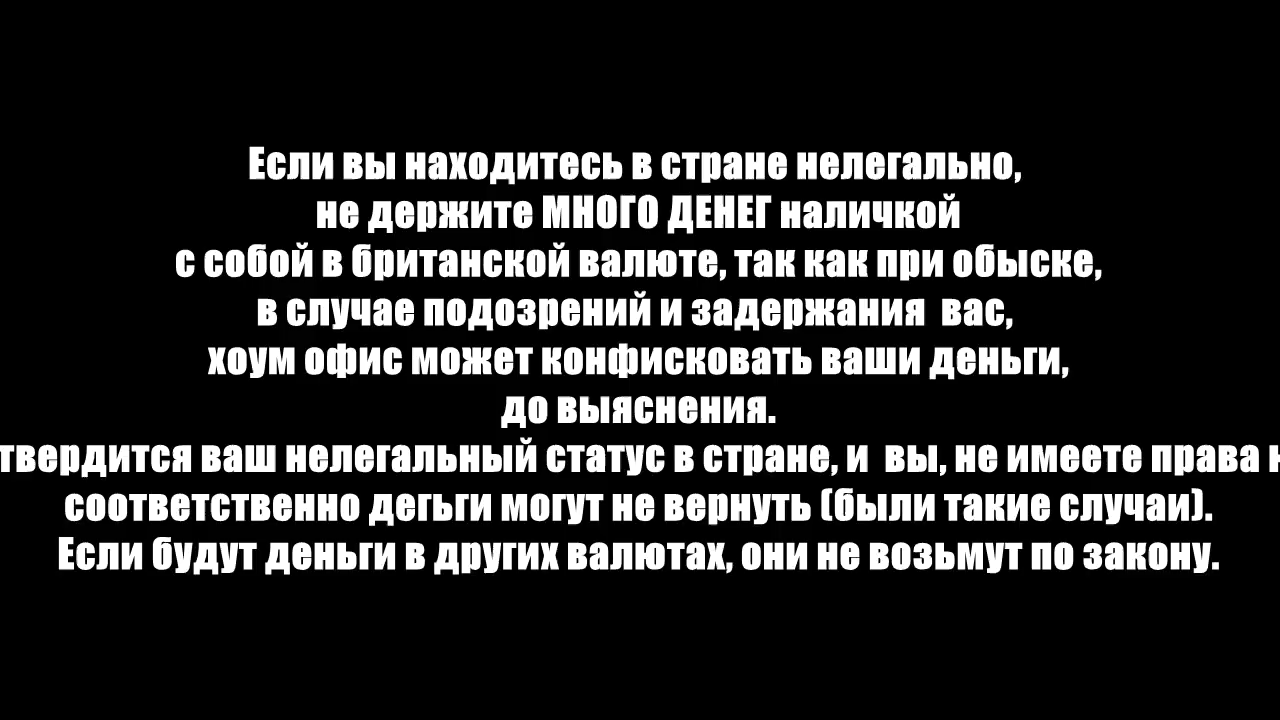 Если вы находитесь в стране нелегально,
не держите МНОГО ДЕНЕГ наличкой
с собой в британской валюте, так как при обыске,
в случае подозрений и задержания  вас,
хоум офис может конфисковать ваши деньги,
до выяснения.
твердится ваш нелегальный статус в стране, и  вы, не имеете права
соответственно дегьги могут не вернуть (были такие случаи).
Если будут деньги в других валютах, они не возьмут по закону.